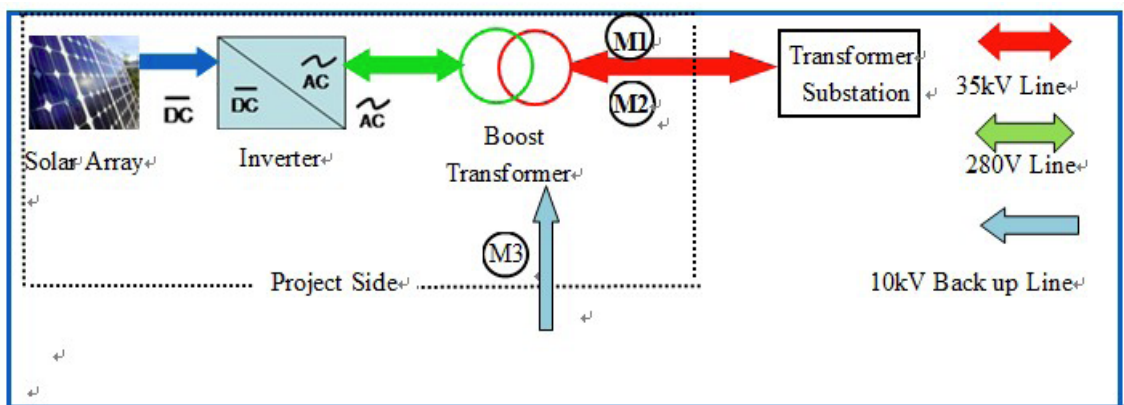 M1
Transformer
Substation
35kV Line
DC
DC
AC
AC
M2
Solar Array
Inverter
Boost
Transformer
280V Line
M3
Project Side
10kV Back up Line